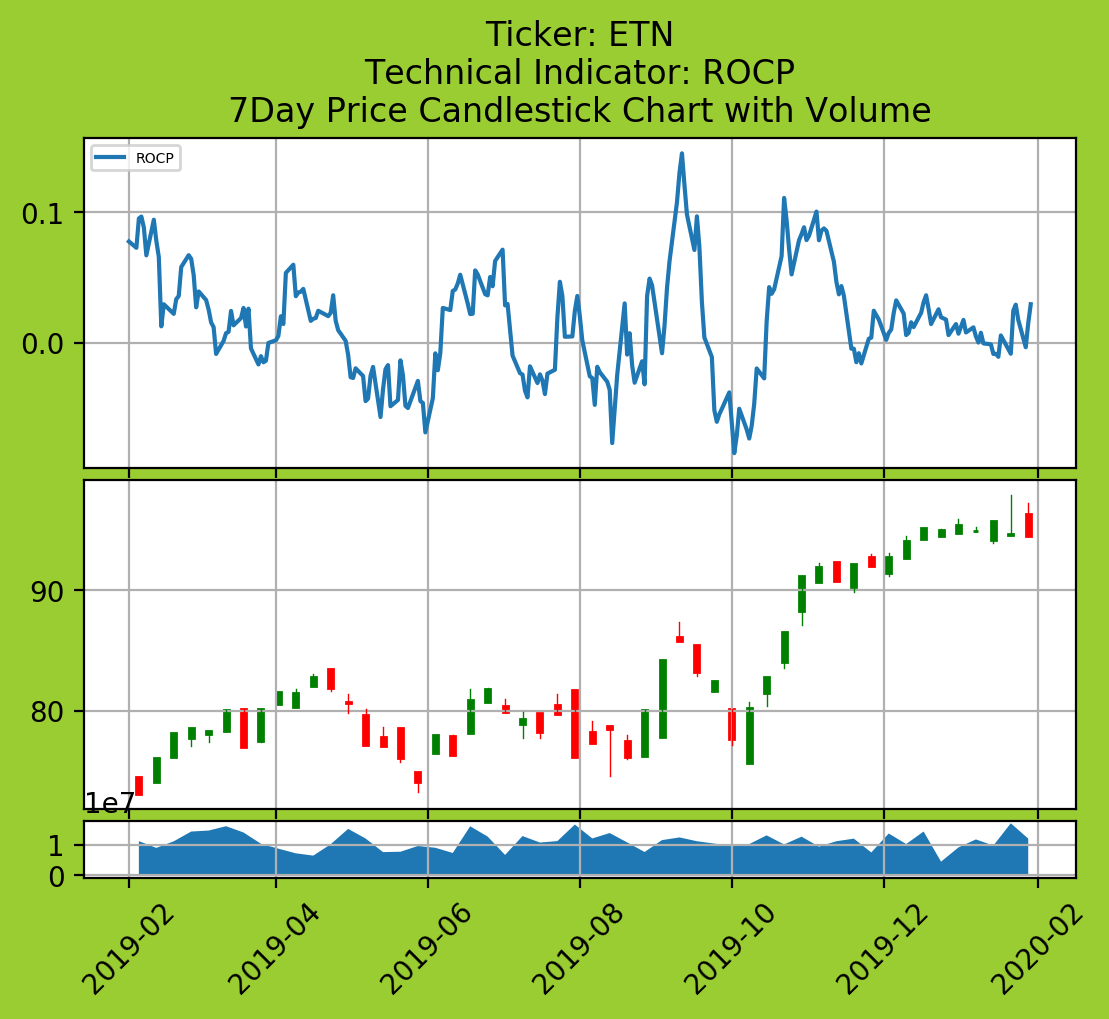 Ticker: ETN
Technical Indicator: ROCP
7Day Price Candlestick Chart with Volume
ROCP
0.1
0.0
90
80
1e7
1
0
2019-02
2019-04
2019-06
2019-08
2019-10
2019-12
2020-02